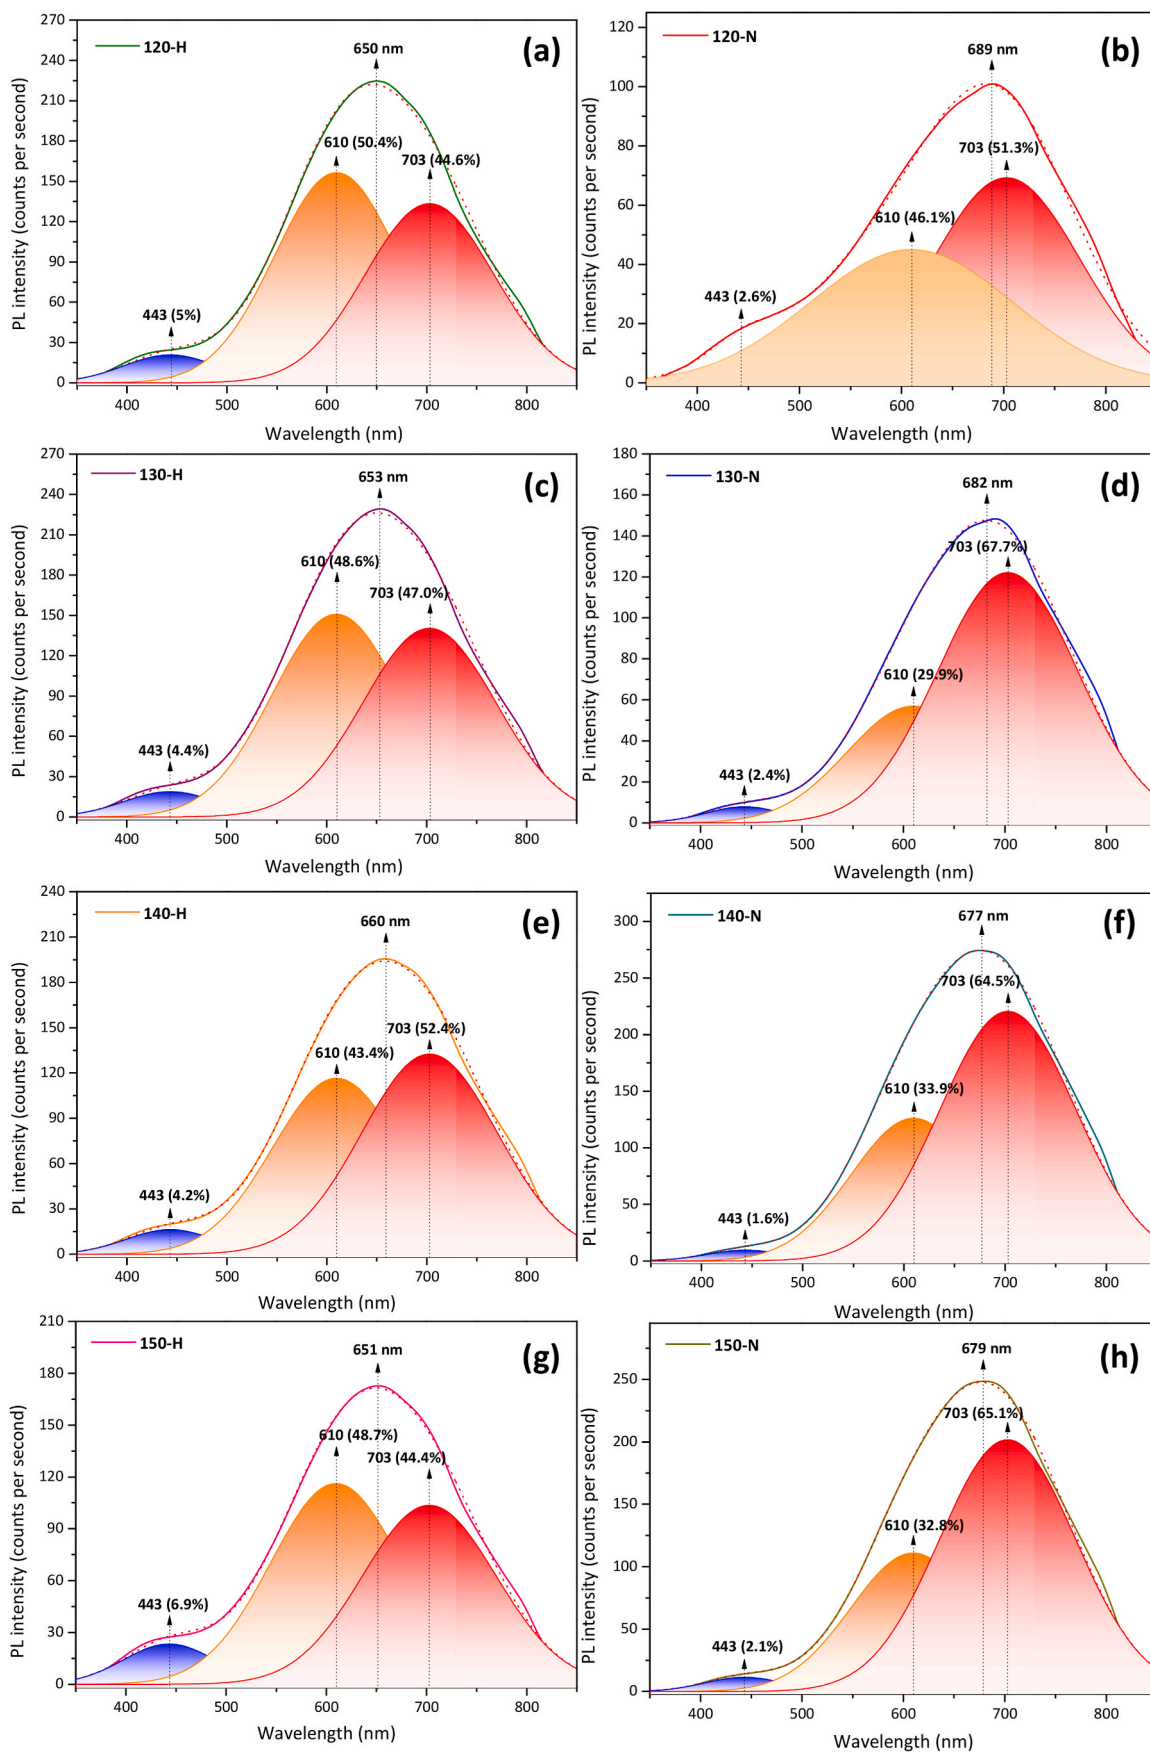 120-H
(a)
650 nm
610 (50.4%)
703 (44.6%)
443 (5%)
PL intensity (counts per second)
270
240
210
180
150
120
90
60
30
0
400 500 600 700 800
Wavelength (nm)
120-N
(b)
689 nm
703 (51.3%)
610 (46.1%)
443 (2.6%)
PL intensity (counts per second)
120
100
80
60
40
20
0
400 500 600 700 800
Wavelength (nm)
130-H
(c)
653 nm
610 (48.6%)
703 (47.0%)
443 (4.4%)
PL intensity (counts per second)
270
240
210
180
150
120
90
60
30
0
400 500 600 700 800
Wavelength (nm)
130-N
(d)
682 nm
703 (67.7%)
610 (29.9%)
443 (2.4%)
PL intensity (counts per second)
180
160
140
120
100
80
60
40
20
0
400 500 600 700 800
Wavelength (nm)
140-H
(e)
660 nm
703 (52.4%)
610 (43.4%)
443 (4.2%)
PL intensity (counts per second)
240
210
180
150
120
90
60
30
0
400 500 600 700 800
Wavelength (nm)
140-N
(f)
677 nm
703 (64.5%)
610 (33.9%)
443 (1.6%)
PL intensity (counts per second)
300
250
200
150
100
50
0
400 500 600 700 800
Wavelength (nm)
150-H
(g)
651 nm
610 (48.7%)
703 (44.4%)
443 (6.9%)
PL intensity (counts per second)
210
180
150
120
90
60
30
0
400 500 600 700 800
Wavelength (nm)
150-N
(h)
679 nm
703 (65.1%)
610 (32.8%)
443 (2.1%)
PL intensity (counts per second)
250
200
150
100
50
0
400 500 600 700 800
Wavelength (nm)